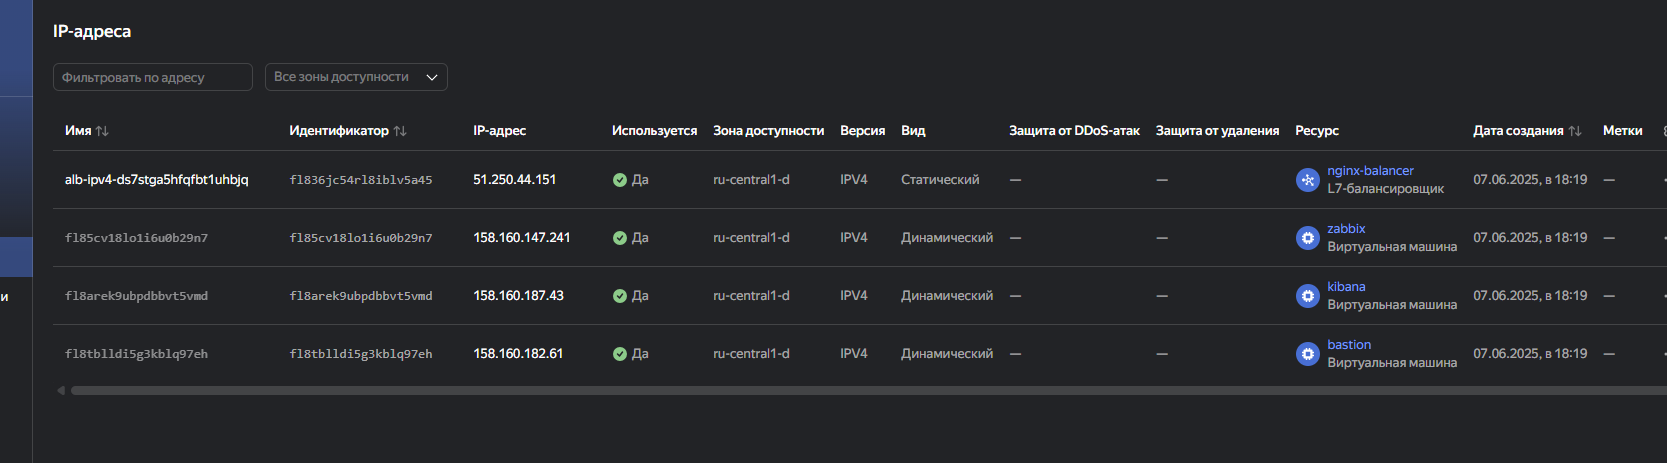 IP-адреса
Фильтровать по адресу Все зоны доступности
Имя Идентификатор IP-адрес Используется Зона доступности Версия Вид Защита от DDoS-атак Защита от удаления Ресурс Дата создания Метки
alb-ipv4-ds7stga5hfqfbt1uhbjq fl836jc54rl8iblv5a45 51.250.44.151 Да ru-central1-d IPV4 Статический — — nginx-balancer L7-балансировщик 07.06.2025, в 18:19 —
fl85cv18lo1i6u0b29n7 fl85cv18lo1i6u0b29n7 158.160.147.241 Да ru-central1-d IPV4 Динамический — — zabbix Виртуальная машина 07.06.2025, в 18:19 —
и
fl8arek9ubpdbbvt5vmd fl8arek9ubpdbbvt5vmd 158.160.187.43 Да ru-central1-d IPV4 Динамический — — kibana Виртуальная машина 07.06.2025, в 18:19 —
fl8tblldi5g3kblq97eh fl8tblldi5g3kblq97eh 158.160.182.61 Да ru-central1-d IPV4 Динамический — — bastion Виртуальная машина 07.06.2025, в 18:19 —